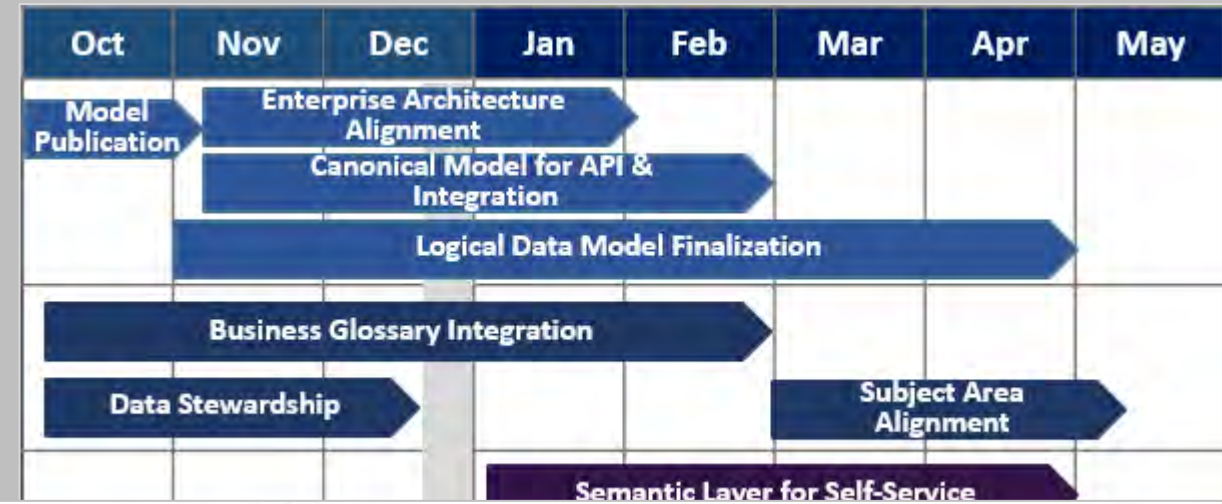 Oct Nov Dec Jan Feb Mar Apr May
Model
Publication
Enterprise Architecture
Alignment
Canonical Model for API &
Integration
Logical Data Model Finalization
Business Glossary Integration
Data Stewardship
Subject Area
Alignment
Semantic Layer for Self-Service